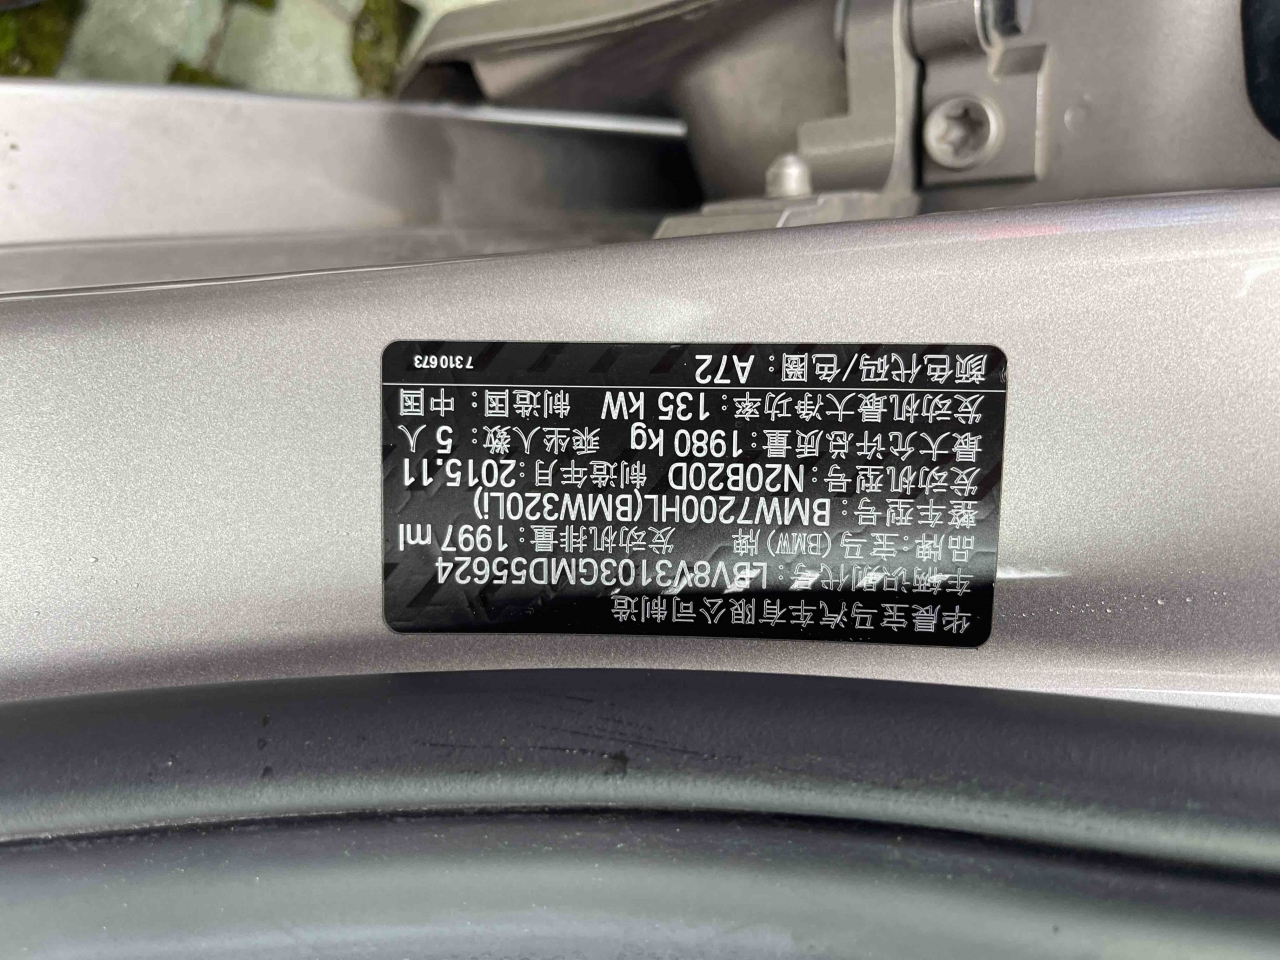 华晨宝马汽车有限公司制造
车辆识别代号：LBV8V3103GMD55624
品牌：宝马（BMW）牌 发动机排量：1997 ml
整车型号：BMW7200HL(BMW320Li)
发动机型号：N20B20D 制造年月：2015.11
最大允许总质量：1980 kg 乘坐人数：5 人
发动机最大净功率：135 kW 制造国：中国
颜色代码/色圈：A72 7 310 673